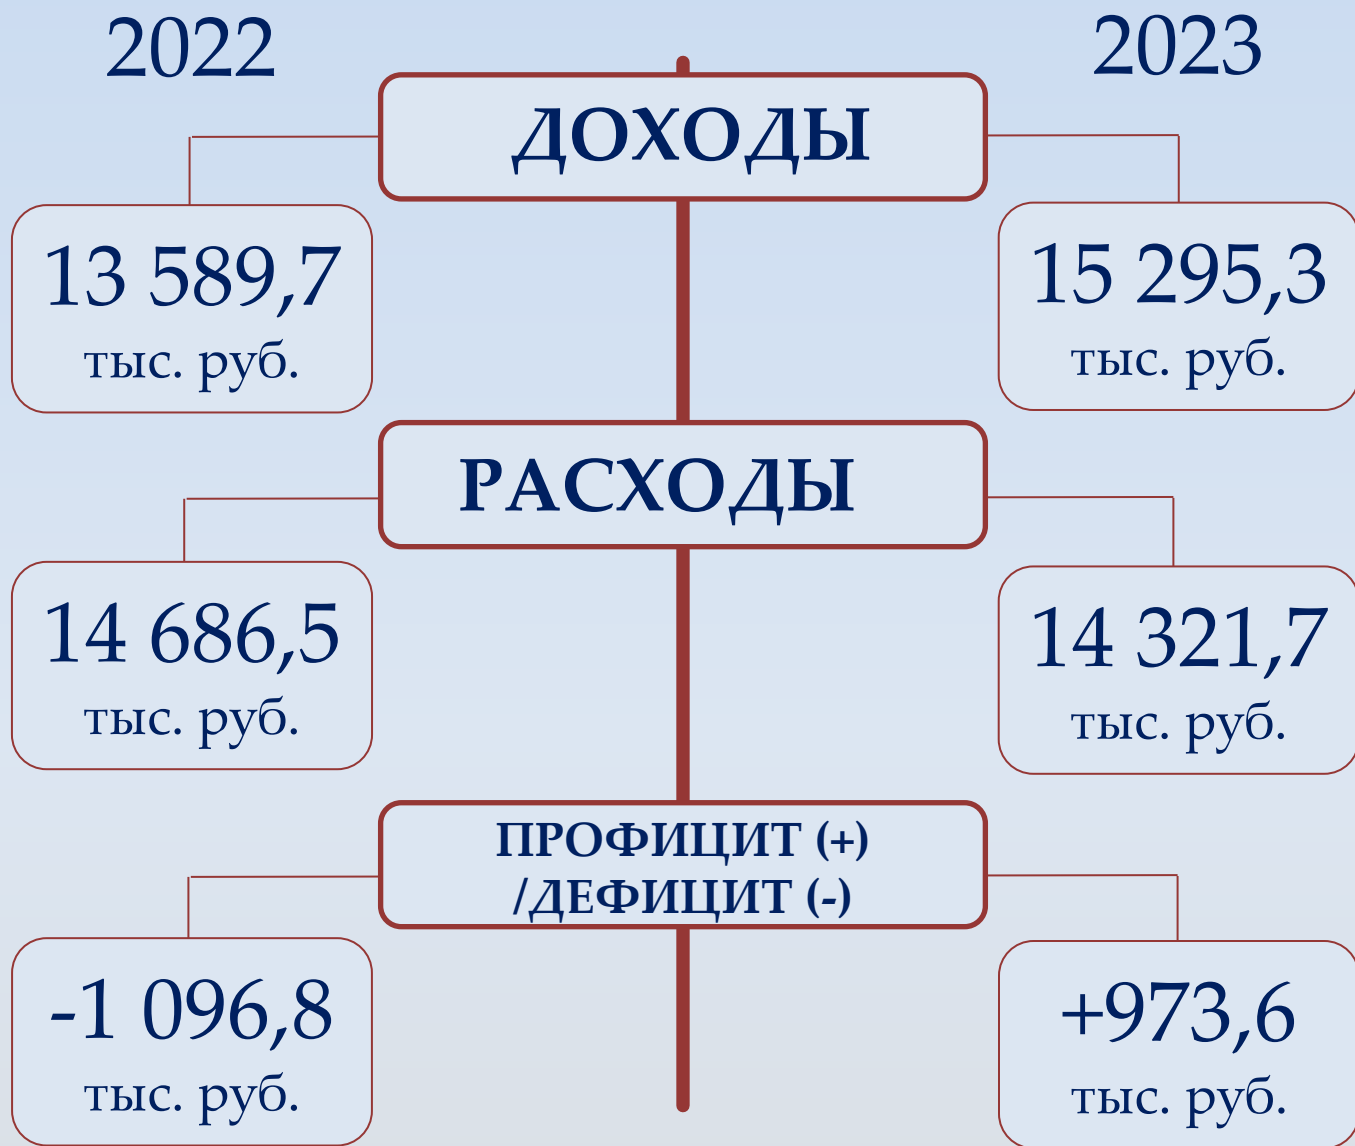 2022
2023
ДОХОДЫ
13 589,7
тыс. руб.
15 295,3
тыс. руб.
РАСХОДЫ
14 686,5
тыс. руб.
14 321,7
тыс. руб.
ПРОФИЦИТ (+)
/ДЕФИЦИТ (-)
-1 096,8
тыс. руб.
+973,6
тыс. руб.